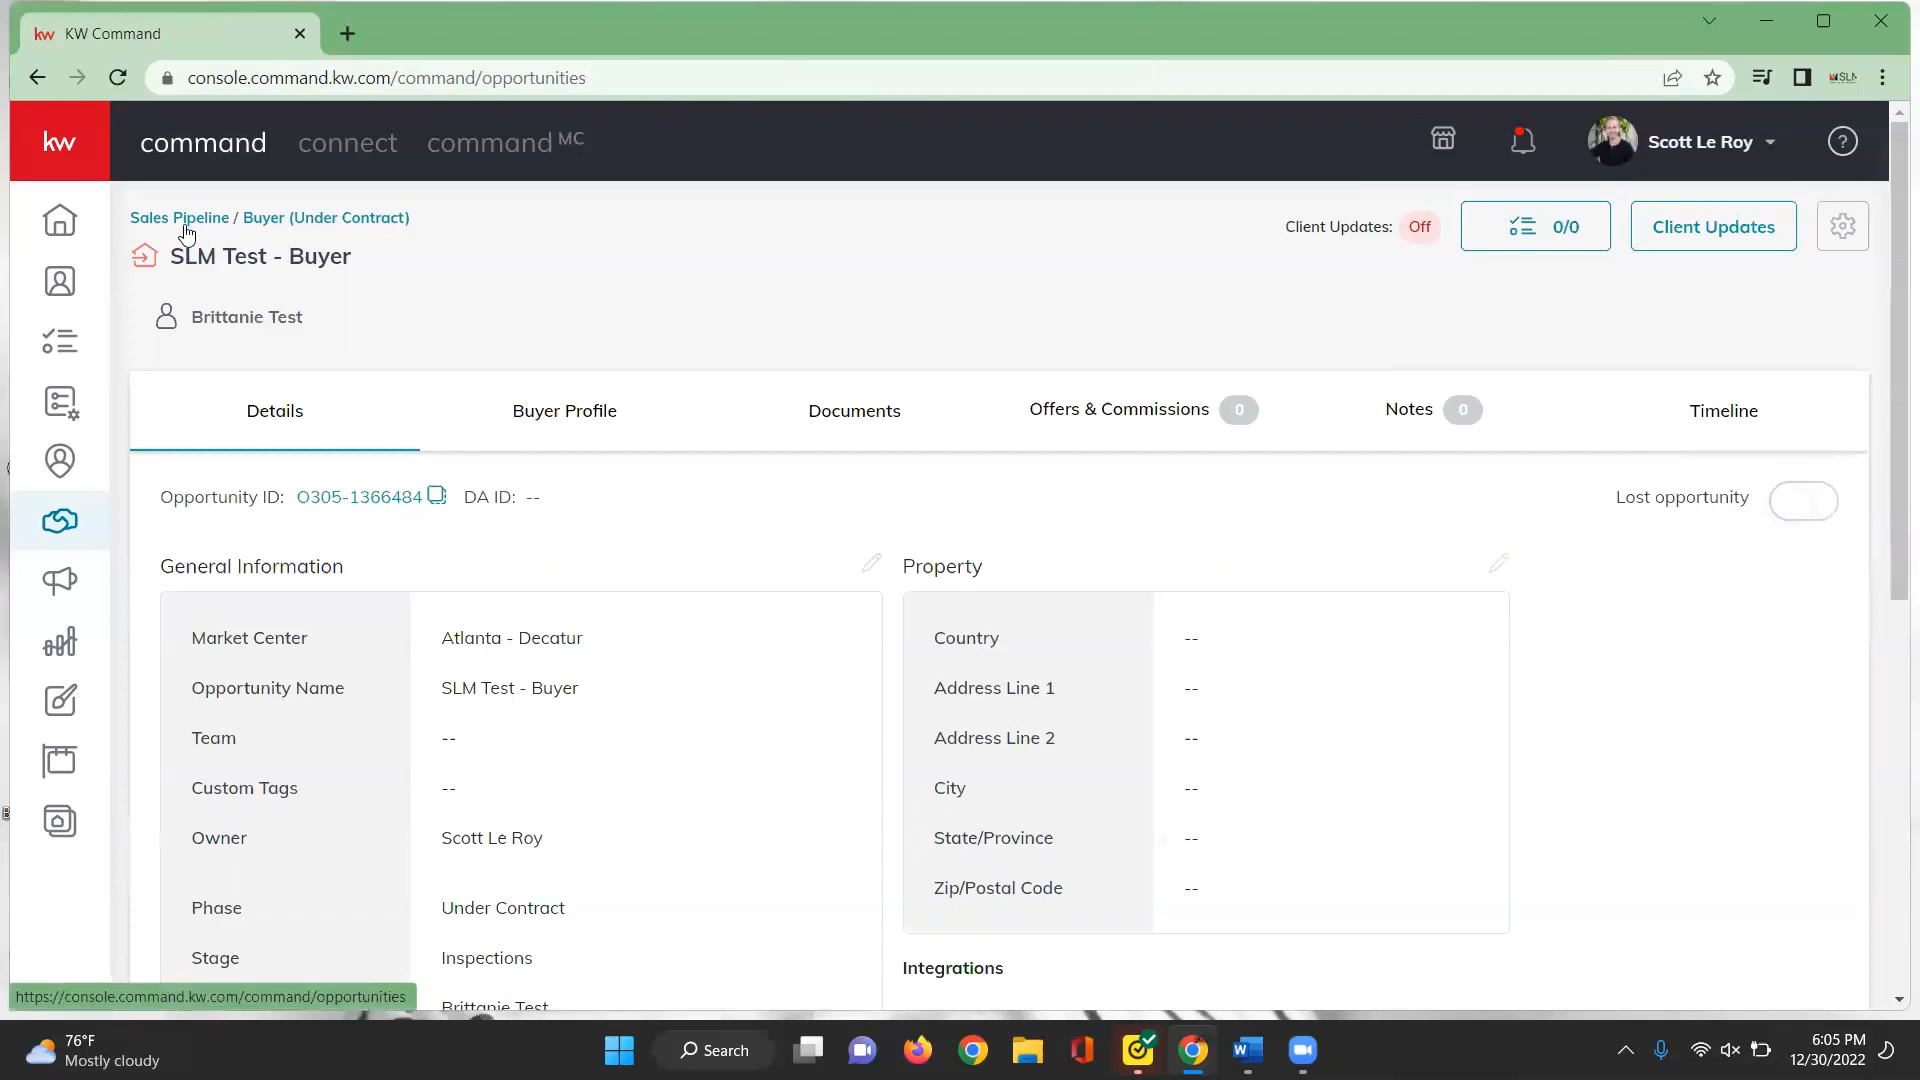 kw KW Command
console.command.kw.com/command/opportunities
kw command connect command MC
Scott Le Roy
?
Sales Pipeline / Buyer (Under Contract)
Client Updates: Off
0/0
Client Updates
SLM Test - Buyer
Brittanie Test
Details
Buyer Profile
Documents
Offers & Commissions 0
Notes 0
Timeline
Opportunity ID: O305-1366484 DA ID: --
Lost opportunity
General Information
Market Center Atlanta - Decatur
Opportunity Name SLM Test - Buyer
Team --
Custom Tags --
Owner Scott Le Roy
Phase Under Contract
Stage Inspections
Brittanie Test
Property
Country --
Address Line 1 --
Address Line 2 --
City --
State/Province --
Zip/Postal Code --
Integrations
https://console.command.kw.com/command/opportunities
76°F
Mostly cloudy
Search
6:05 PM
12/30/2022